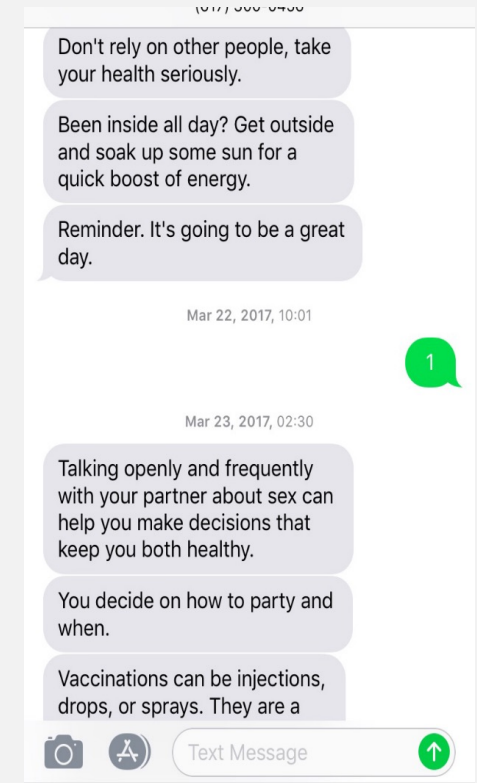 Don't rely on other people, take
your health seriously.
Been inside all day? Get outside
and soak up some sun for a
quick boost of energy.
Reminder. It's going to be a great
day.
Mar 22, 2017, 10:01
1
Mar 23, 2017, 02:30
Talking openly and frequently
with your partner about sex can
help you make decisions that
keep you both healthy.
You decide on how to party and
when.
Vaccinations can be injections,
drops, or sprays. They are a
Text Message